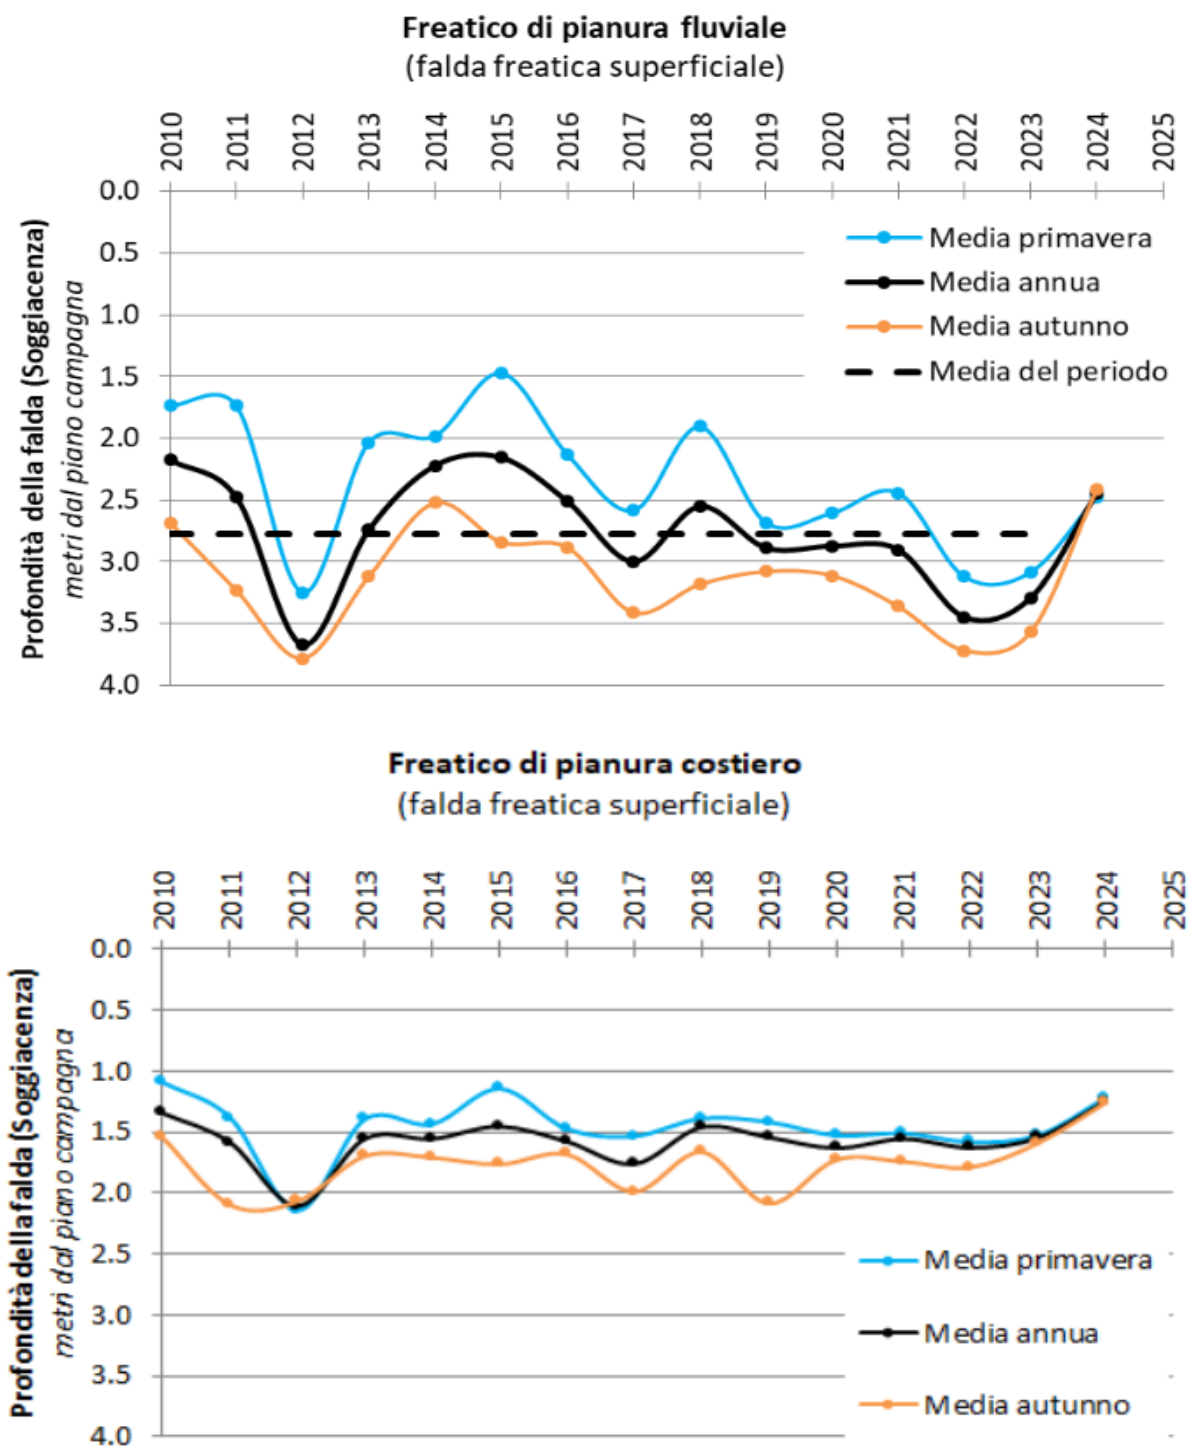 Freatico di pianura fluviale
(falda freatica superficiale)
2010 2011 2012 2013 2014 2015 2016 2017 2018 2019 2020 2021 2022 2023 2024 2025
Profondità della falda (Soggiacenza)
metri dal piano campagna
0.0
0.5
1.0
1.5
2.0
2.5
3.0
3.5
4.0
Media primavera
Media annua
Media autunno
Media del periodo
Freatico di pianura costiero
(falda freatica superficiale)
2010 2011 2012 2013 2014 2015 2016 2017 2018 2019 2020 2021 2022 2023 2024 2025
Profondità della falda (Soggiacenza)
metri dal piano campagna
0.0
0.5
1.0
1.5
2.0
2.5
3.0
3.5
4.0
Media primavera
Media annua
Media autunno